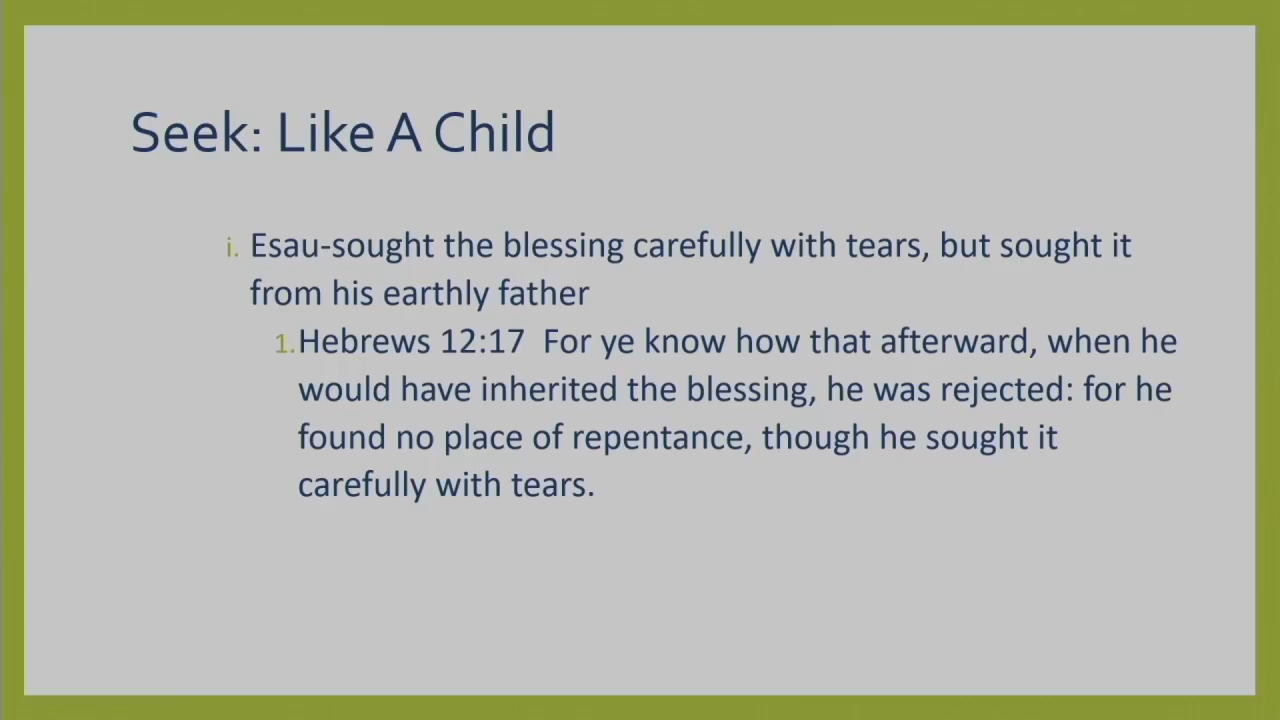 Seek: Like A Child
i. Esau-sought the blessing carefully with tears, but sought it
from his earthly father
1. Hebrews 12:17  For ye know how that afterward, when he
would have inherited the blessing, he was rejected: for he
found no place of repentance, though he sought it
carefully with tears.